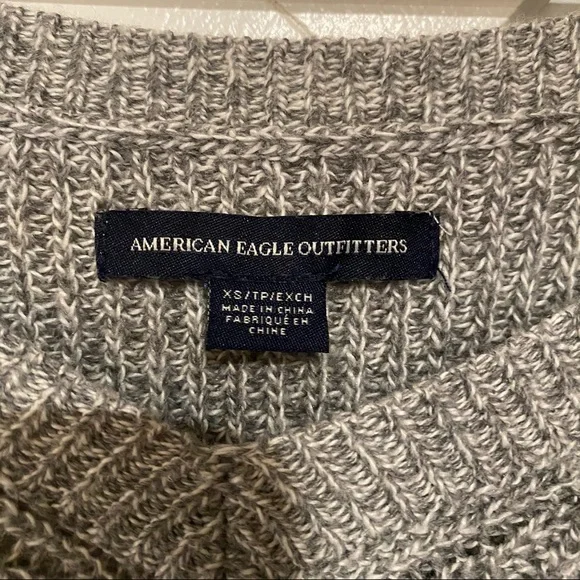 AMERICAN EAGLE OUTFITTERS
XS/TP/EXCH
MADE IN CHINA
FABRIQUÉ EN
CHINE